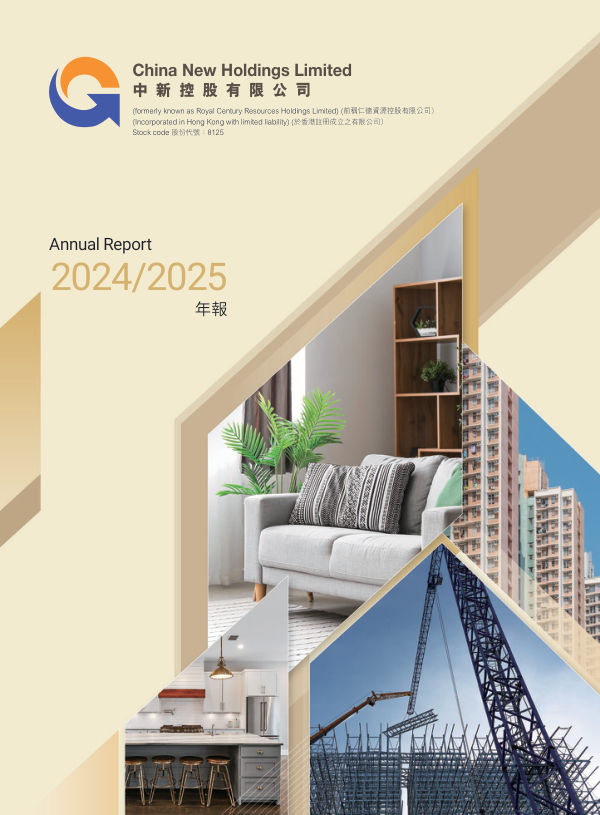 China New Holdings Limited
中新控股有限公司
(formerly known as Royal Century Resources Holdings Limited) (前稱仁德資源控股有限公司)
(Incorporated in Hong Kong with limited liability) (於香港註冊成立之有限公司)
Stock code 股份代號：8125
Annual Report
2024/2025
年報